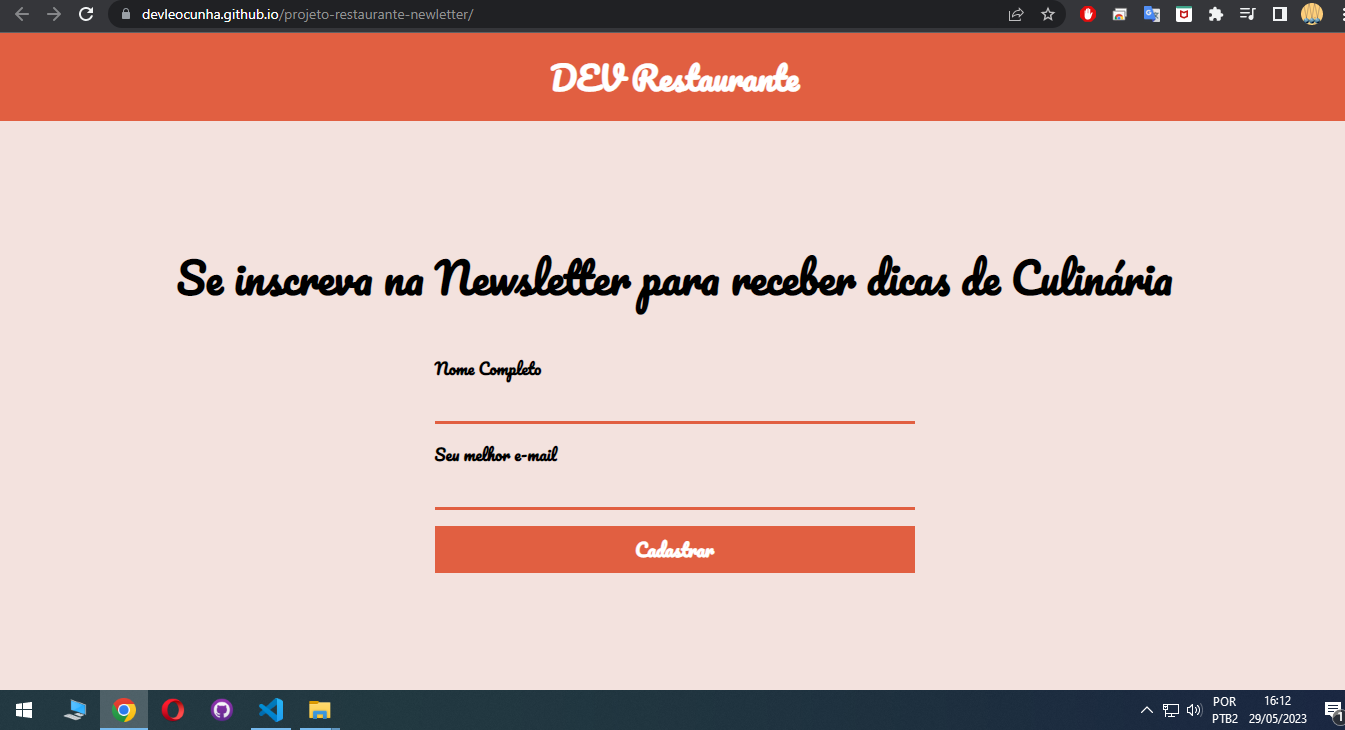 devleocunha.github.io/projeto-restaurante-newletter/
DEV Restaurante
Se inscreva na Newsletter para receber dicas de Culinária
Nome Completo
Seu melhor e-mail
Cadastrar
POR
PTB2
16:12
29/05/2023
1